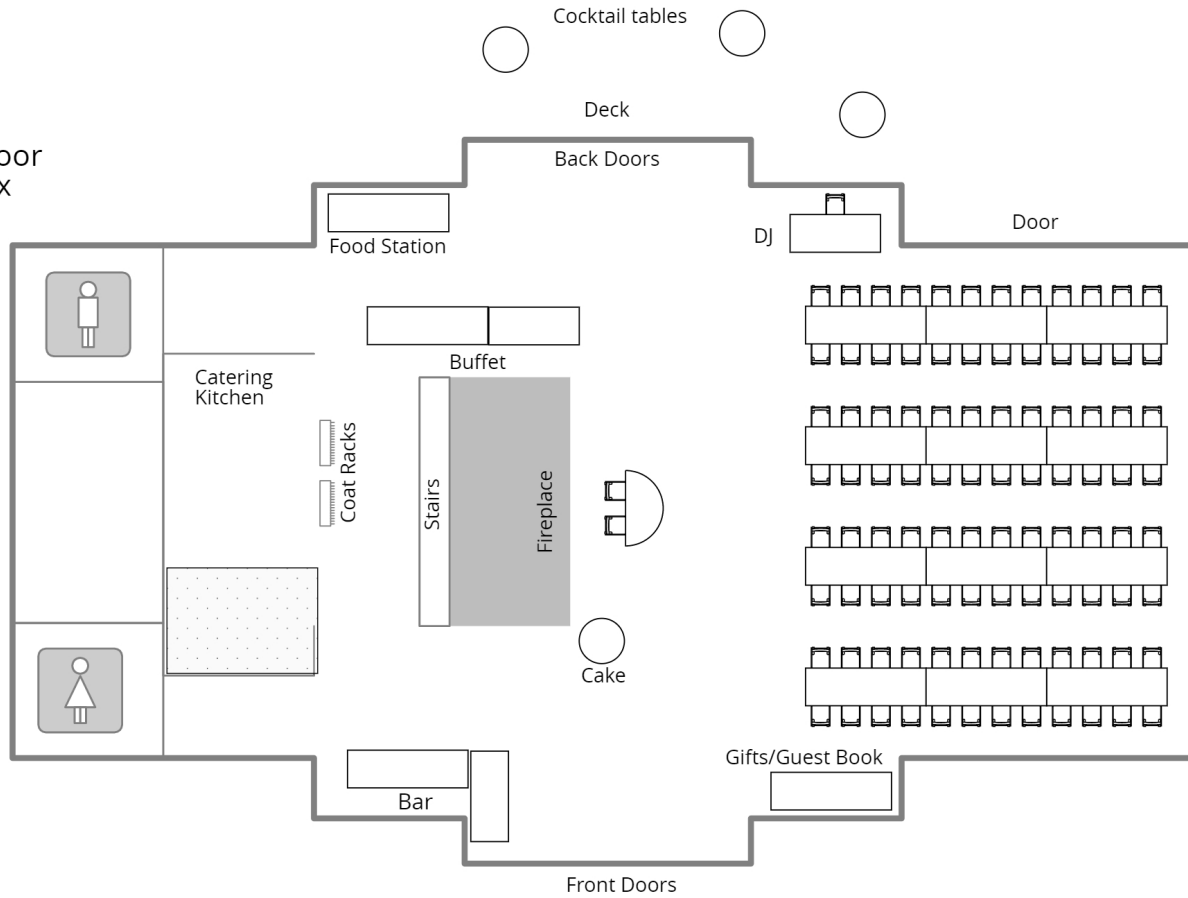 Cocktail tables
Deck
Back Doors
Food Station
DJ
Door
Buffet
Catering
Kitchen
Coat Racks
Stairs
Fireplace
Cake
Gifts/Guest Book
Bar
Front Doors